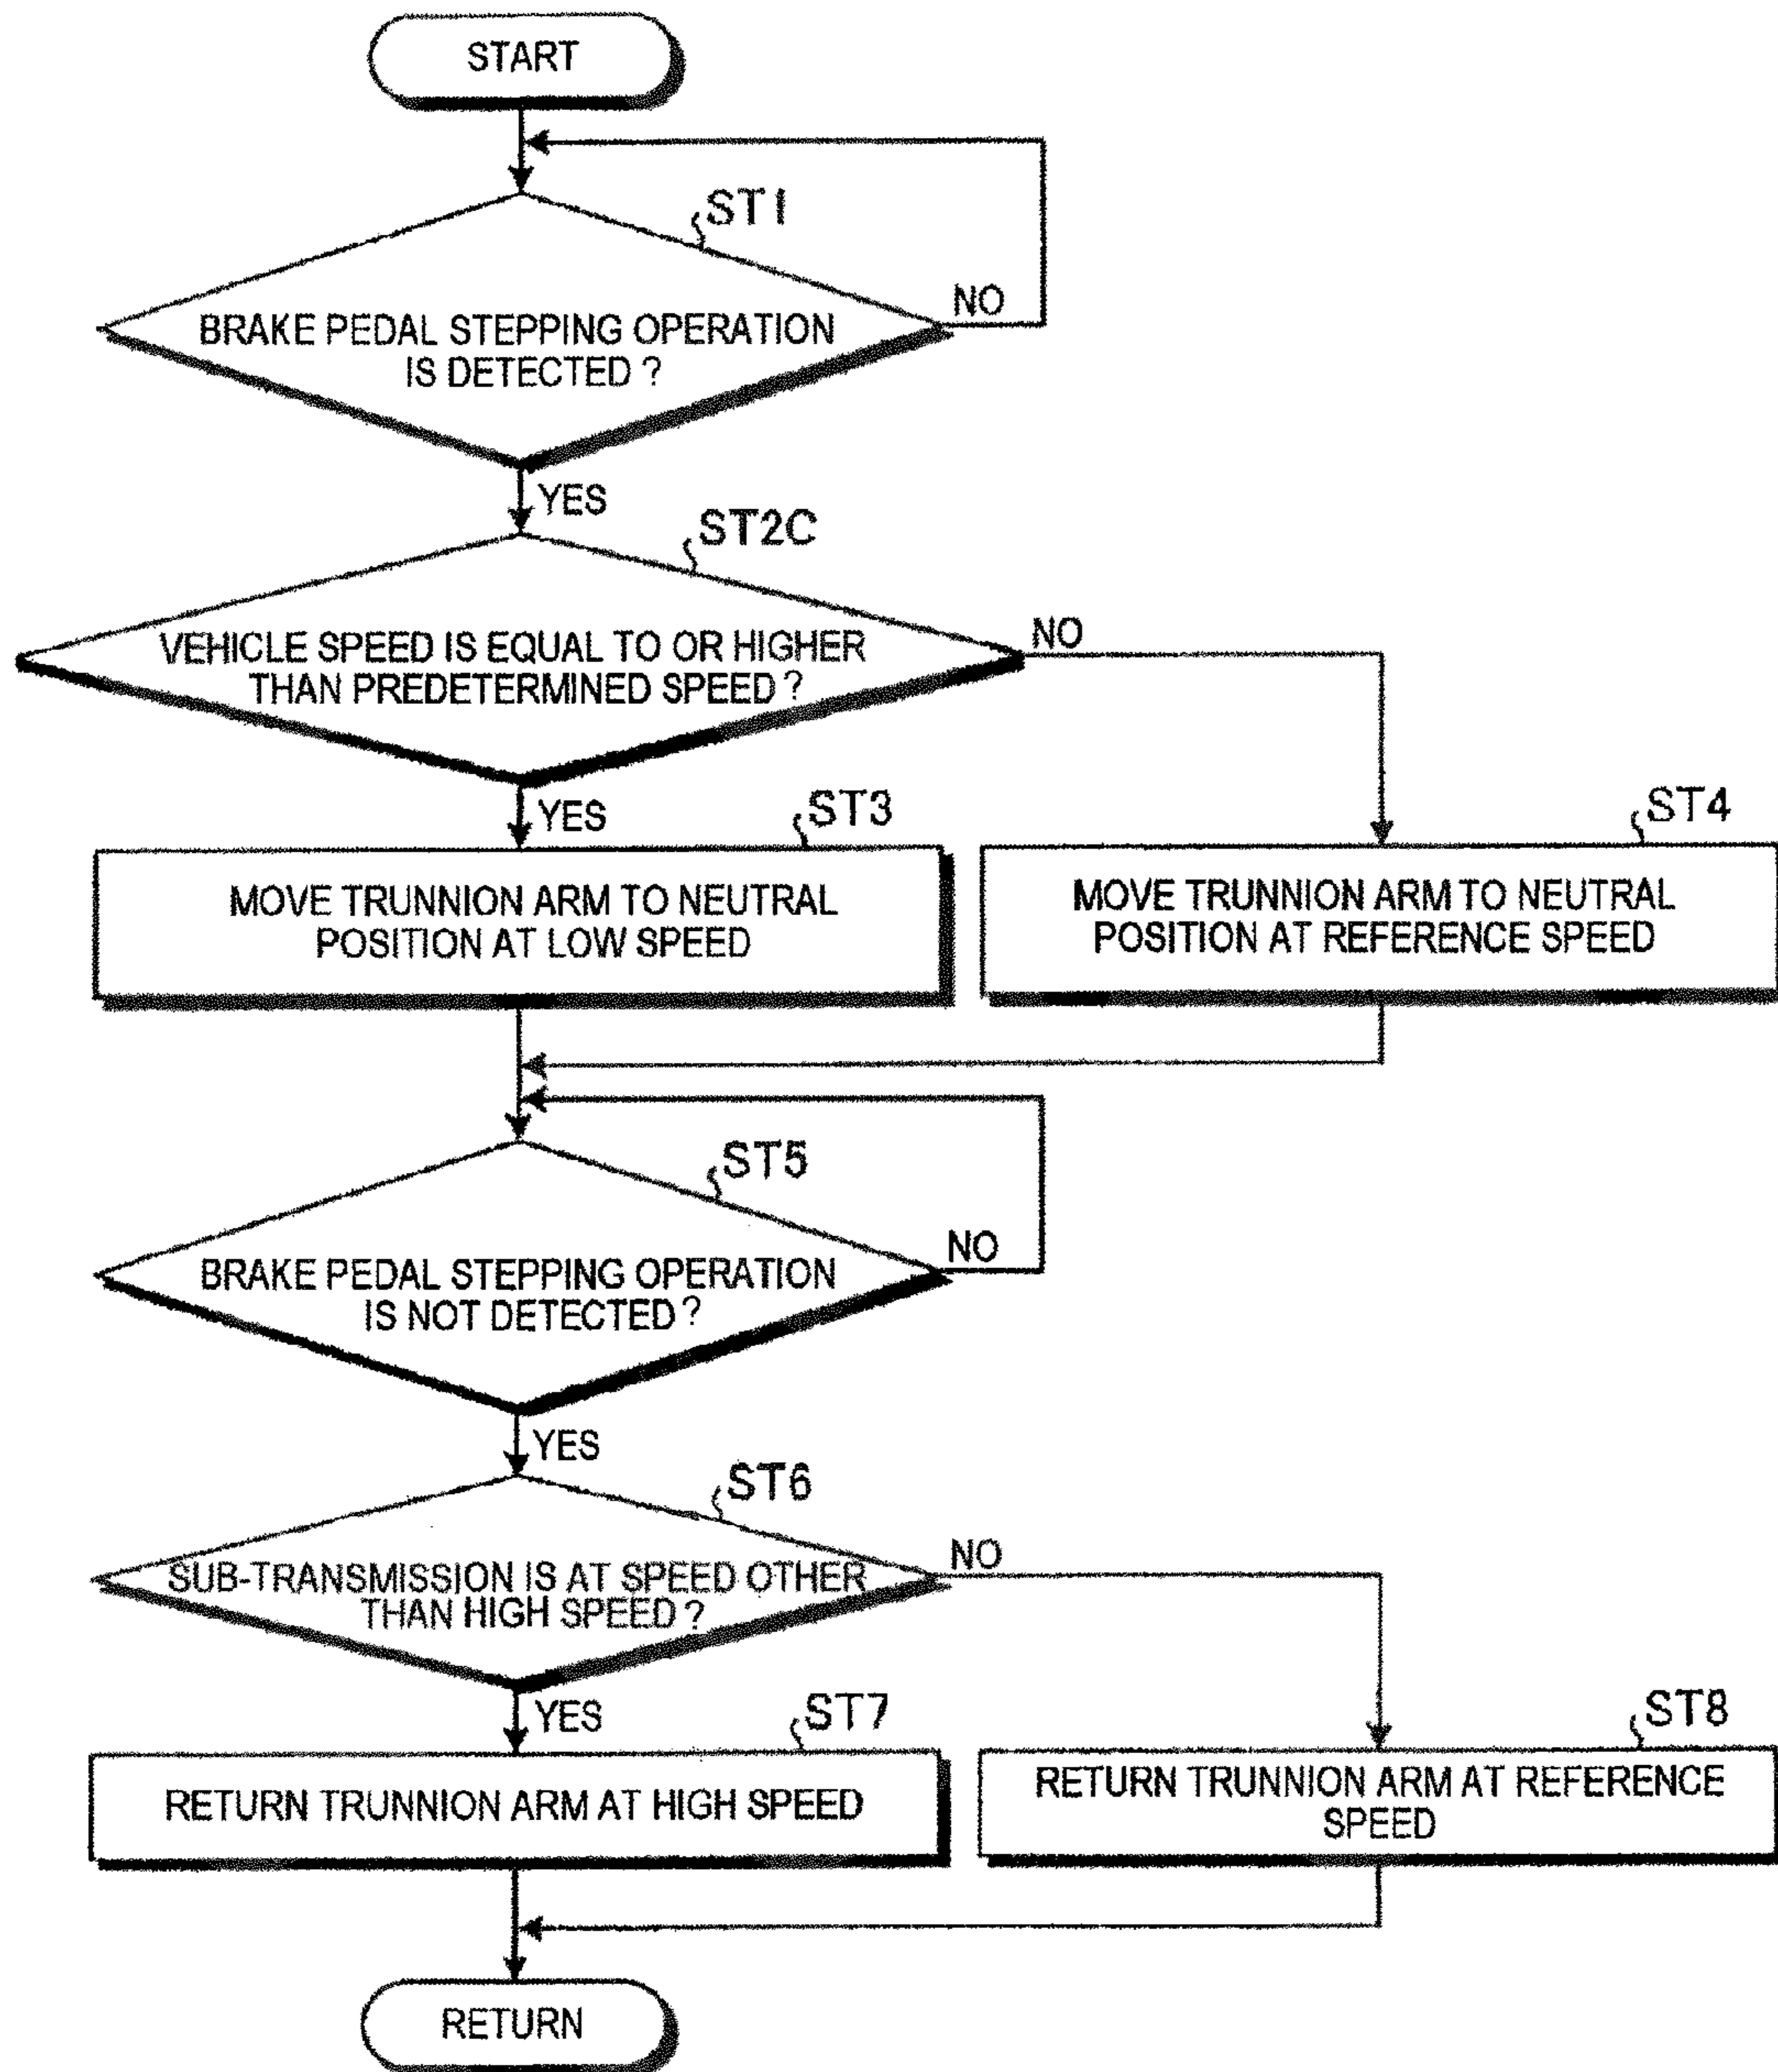 START
ST1
BRAKE PEDAL STEPPING OPERATION
IS DETECTED ?
NO
YES
ST2C
VEHICLE SPEED IS EQUAL TO OR HIGHER
THAN PREDETERMINED SPEED ?
NO
YES
ST3
MOVE TRUNNION ARM TO NEUTRAL
POSITION AT LOW SPEED
ST4
MOVE TRUNNION ARM TO NEUTRAL
POSITION AT REFERENCE SPEED
ST5
BRAKE PEDAL STEPPING OPERATION
IS NOT DETECTED ?
NO
YES
ST6
SUB-TRANSMISSION IS AT SPEED OTHER
THAN HIGH SPEED ?
NO
YES
ST7
RETURN TRUNNION ARM AT HIGH SPEED
ST8
RETURN TRUNNION ARM AT REFERENCE
SPEED
RETURN